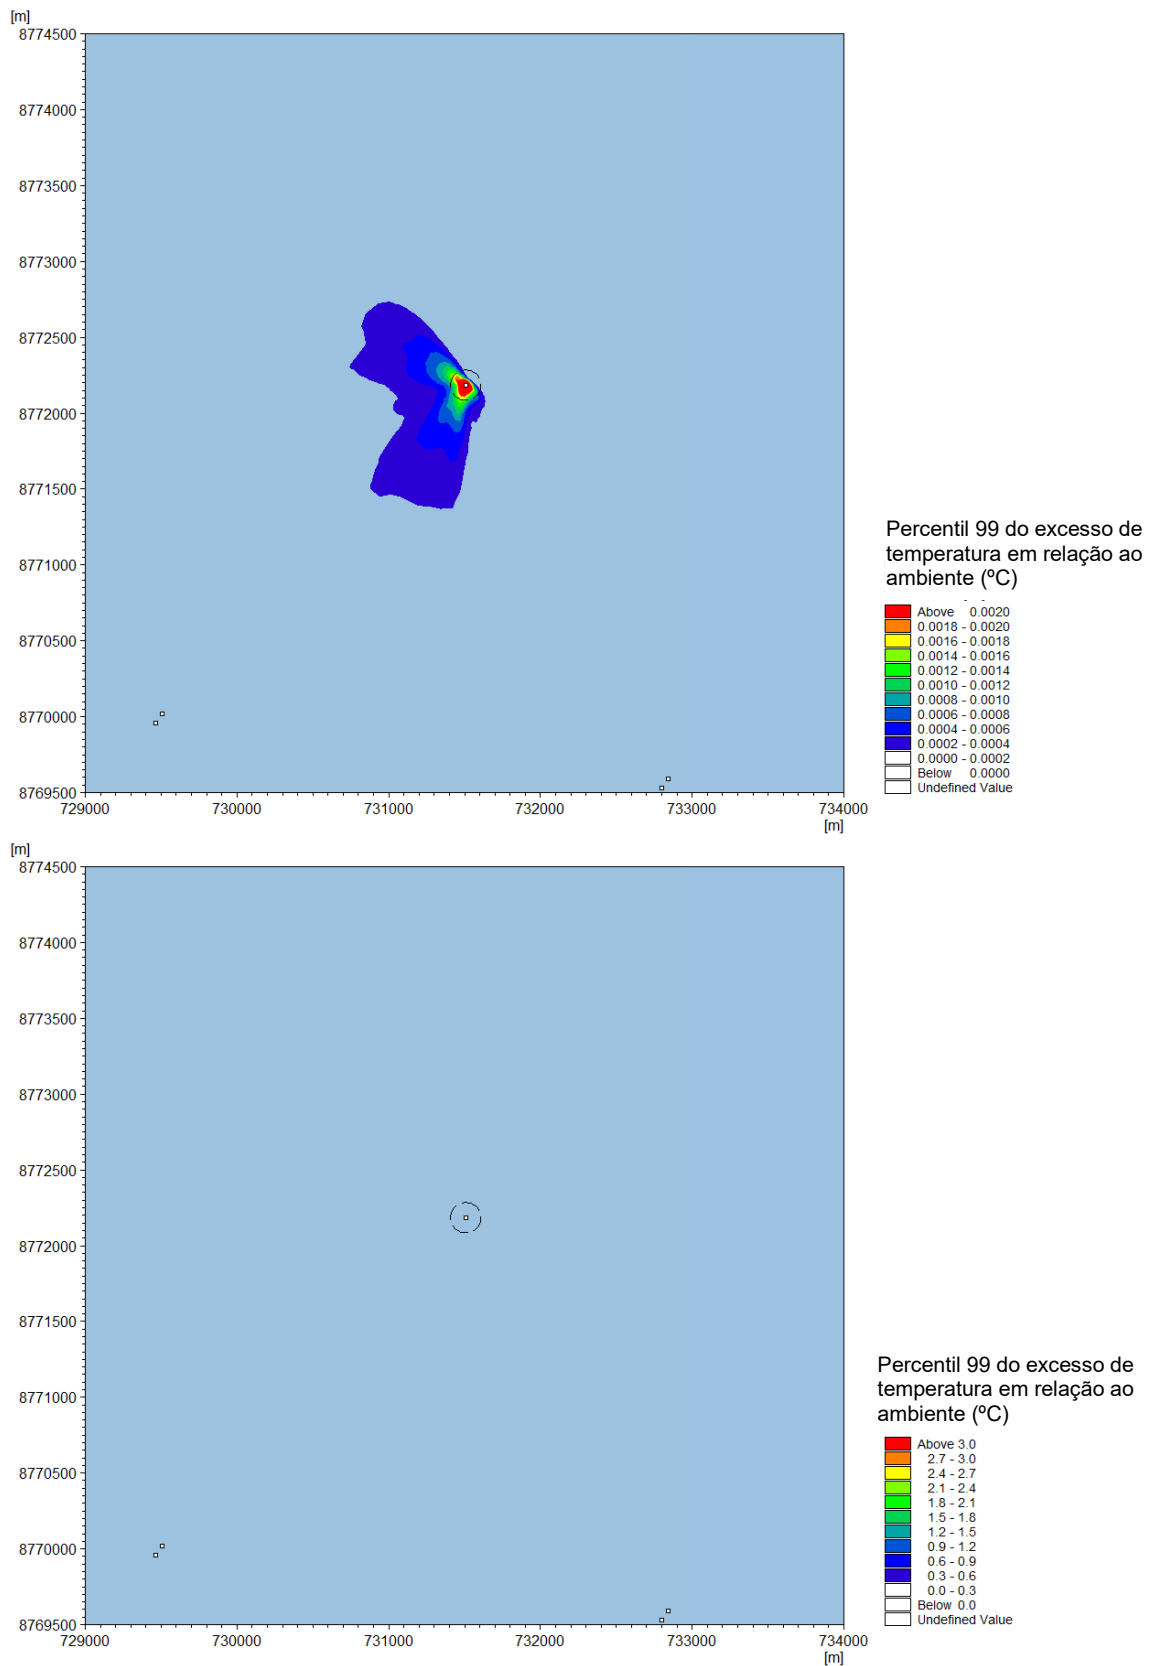 [m]
8774500
8774000
8773500
8773000
8772500
8772000
8771500
8771000
8770500
8770000
8769500
729000 730000 731000 732000 733000 734000
[m]
Percentil 99 do excesso de
temperatura em relação ao
ambiente (ºC)
Above 0.0020
0.0018 - 0.0020
0.0016 - 0.0018
0.0014 - 0.0016
0.0012 - 0.0014
0.0010 - 0.0012
0.0008 - 0.0010
0.0006 - 0.0008
0.0004 - 0.0006
0.0002 - 0.0004
0.0000 - 0.0002
Below 0.0000
Undefined Value
[m]
8774500
8774000
8773500
8773000
8772500
8772000
8771500
8771000
8770500
8770000
8769500
729000 730000 731000 732000 733000 734000
[m]
Percentil 99 do excesso de
temperatura em relação ao
ambiente (ºC)
Above 3.0
2.7 - 3.0
2.4 - 2.7
2.1 - 2.4
1.8 - 2.1
1.5 - 1.8
1.2 - 1.5
0.9 - 1.2
0.6 - 0.9
0.3 - 0.6
0.0 - 0.3
Below 0.0
Undefined Value